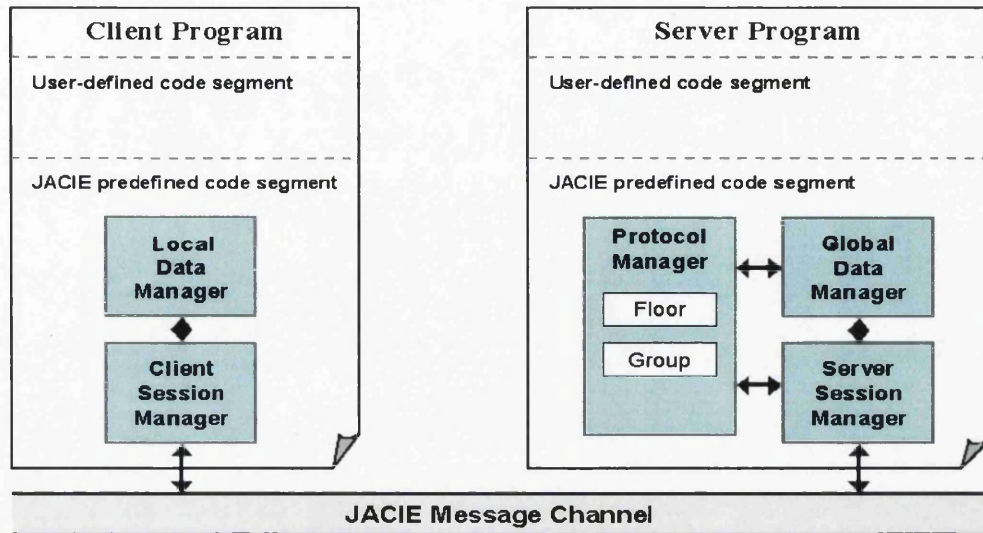 Client Program
User-defined code segment
JACIE predefined code segment
Local
Data
Manager
Client
Session
Manager
Server Program
User-defined code segment
JACIE predefined code segment
Protocol
Manager
Floor
Group
Global
Data
Manager
Server
Session
Manager
JACIE Message Channel